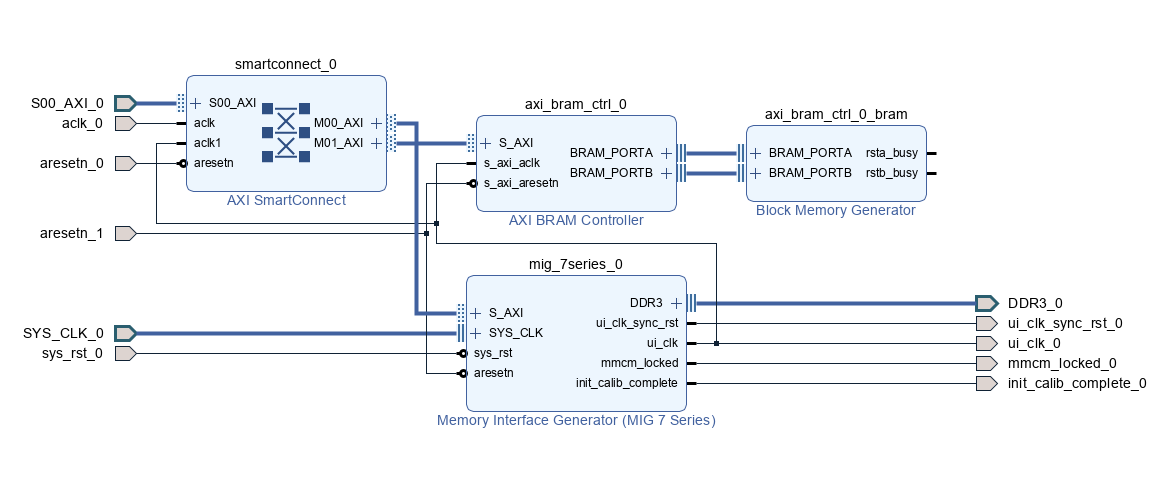 smartconnect_0
S00_AXI_0
aclk_0
aresetn_0
aresetn_1
SYS_CLK_0
sys_rst_0
S00_AXI
aclk
aclk1
aresetn
M00_AXI
M01_AXI
AXI SmartConnect
axi_bram_ctrl_0
S_AXI
s_axi_aclk
s_axi_aresetn
BRAM_PORTA
BRAM_PORTB
AXI BRAM Controller
axi_bram_ctrl_0_bram
BRAM_PORTA
BRAM_PORTB
rsta_busy
rstb_busy
Block Memory Generator
mig_7series_0
S_AXI
SYS_CLK
sys_rst
aresetn
DDR3
ui_clk_sync_rst
ui_clk
mmcm_locked
init_calib_complete
Memory Interface Generator (MIG 7 Series)
DDR3_0
ui_clk_sync_rst_0
ui_clk_0
mmcm_locked_0
init_calib_complete_0